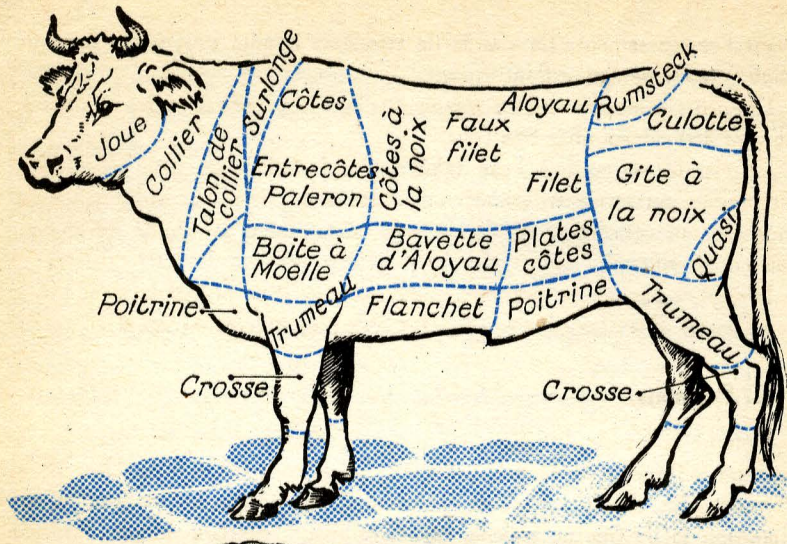 Joue
Collier
Talon de
collier
Surlonge
Côtes
Entrecôtes
Paleron
Côtes à
la noix
Aloyau
Faux
filet
Filet
Rumsteck
Culotte
Gite à
la noix
Quasi
Boite à
Moelle
Bavette
d'Aloyau
Plates
côtes
Poitrine
Trumeau
Flanchet
Poitrine
Trumeau
Crosse
Crosse